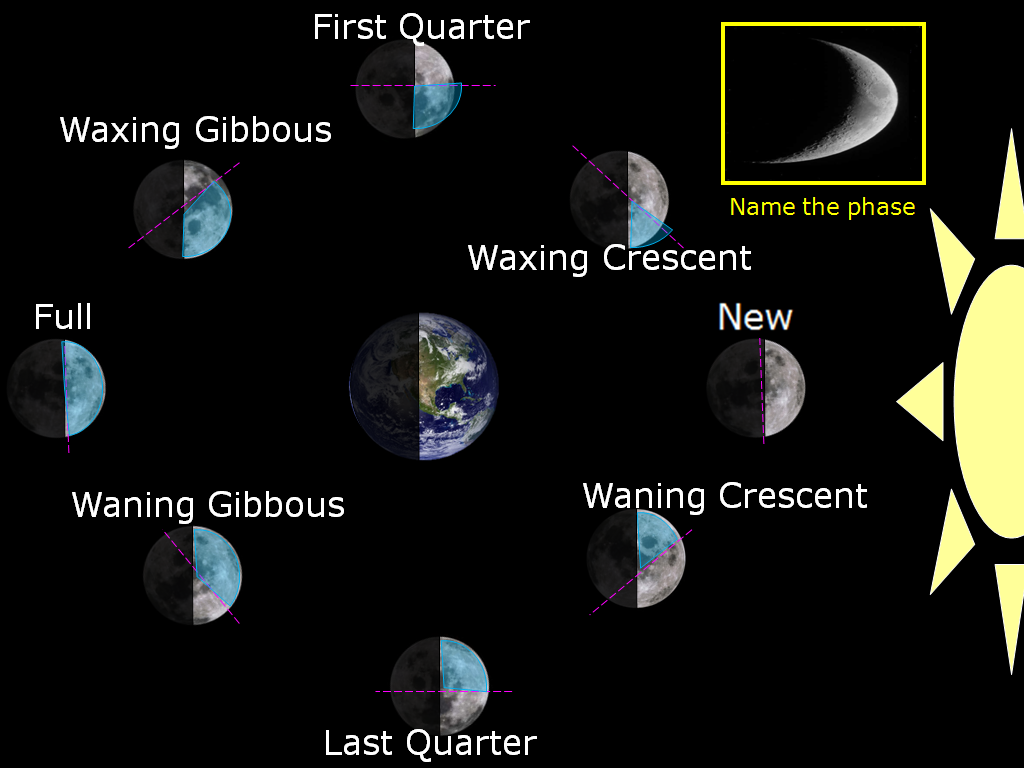 First Quarter
Waxing Gibbous
Name the phase
Waxing Crescent
Full
New
Waning Crescent
Waning Gibbous
Last Quarter